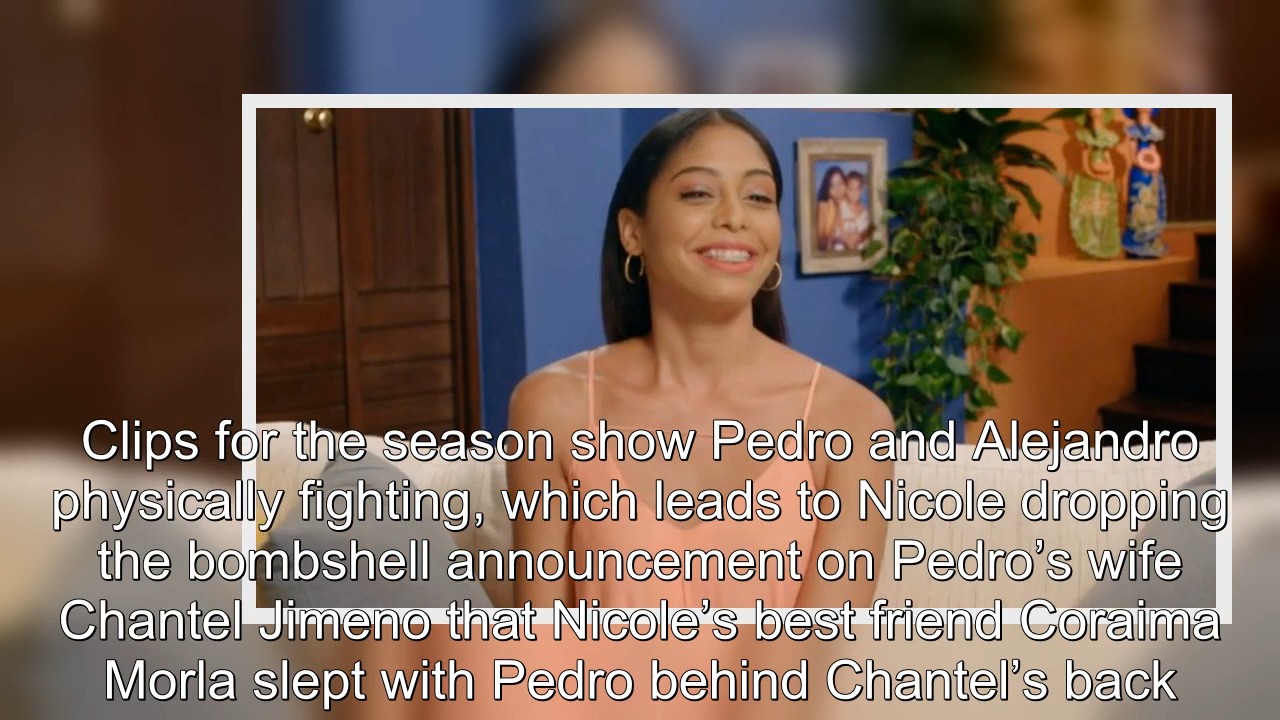 Clips for the season show Pedro and Alejandro
physically fighting, which leads to Nicole dropping
the bombshell announcement on Pedro’s wife
Chantel Jimeno that Nicole’s best friend Coraima
Morla slept with Pedro behind Chantel’s back